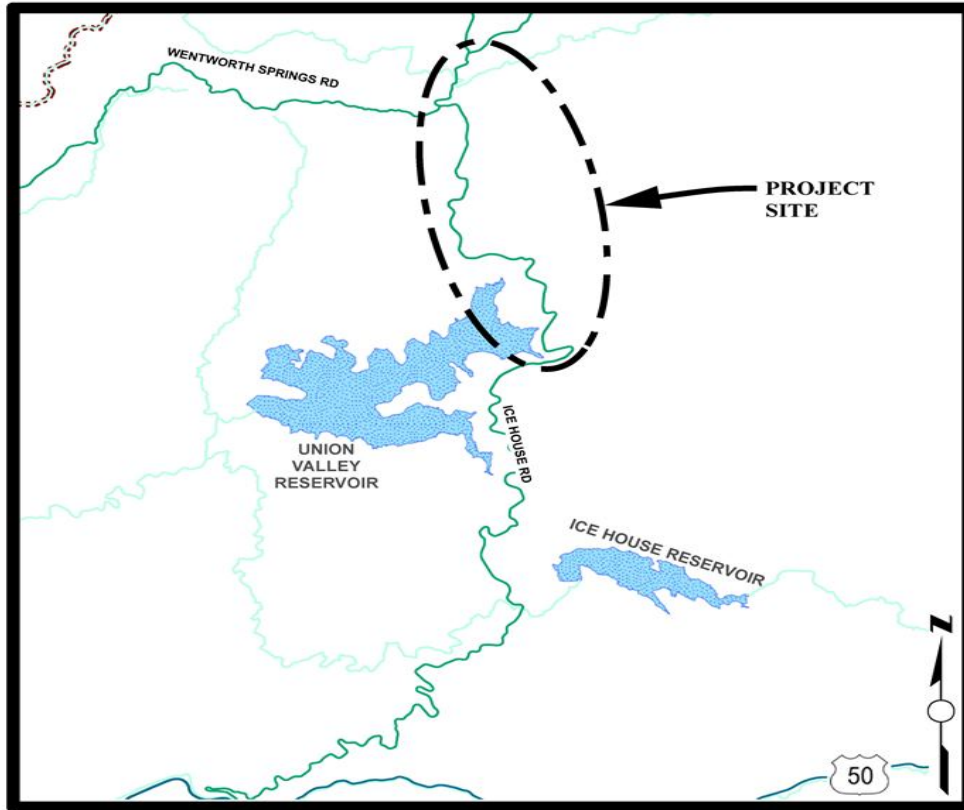 WENTWORTH SPRINGS RD
PROJECT
SITE
ICE HOUSE RD
UNION
VALLEY
RESERVOIR
ICE HOUSE RESERVOIR
N
50